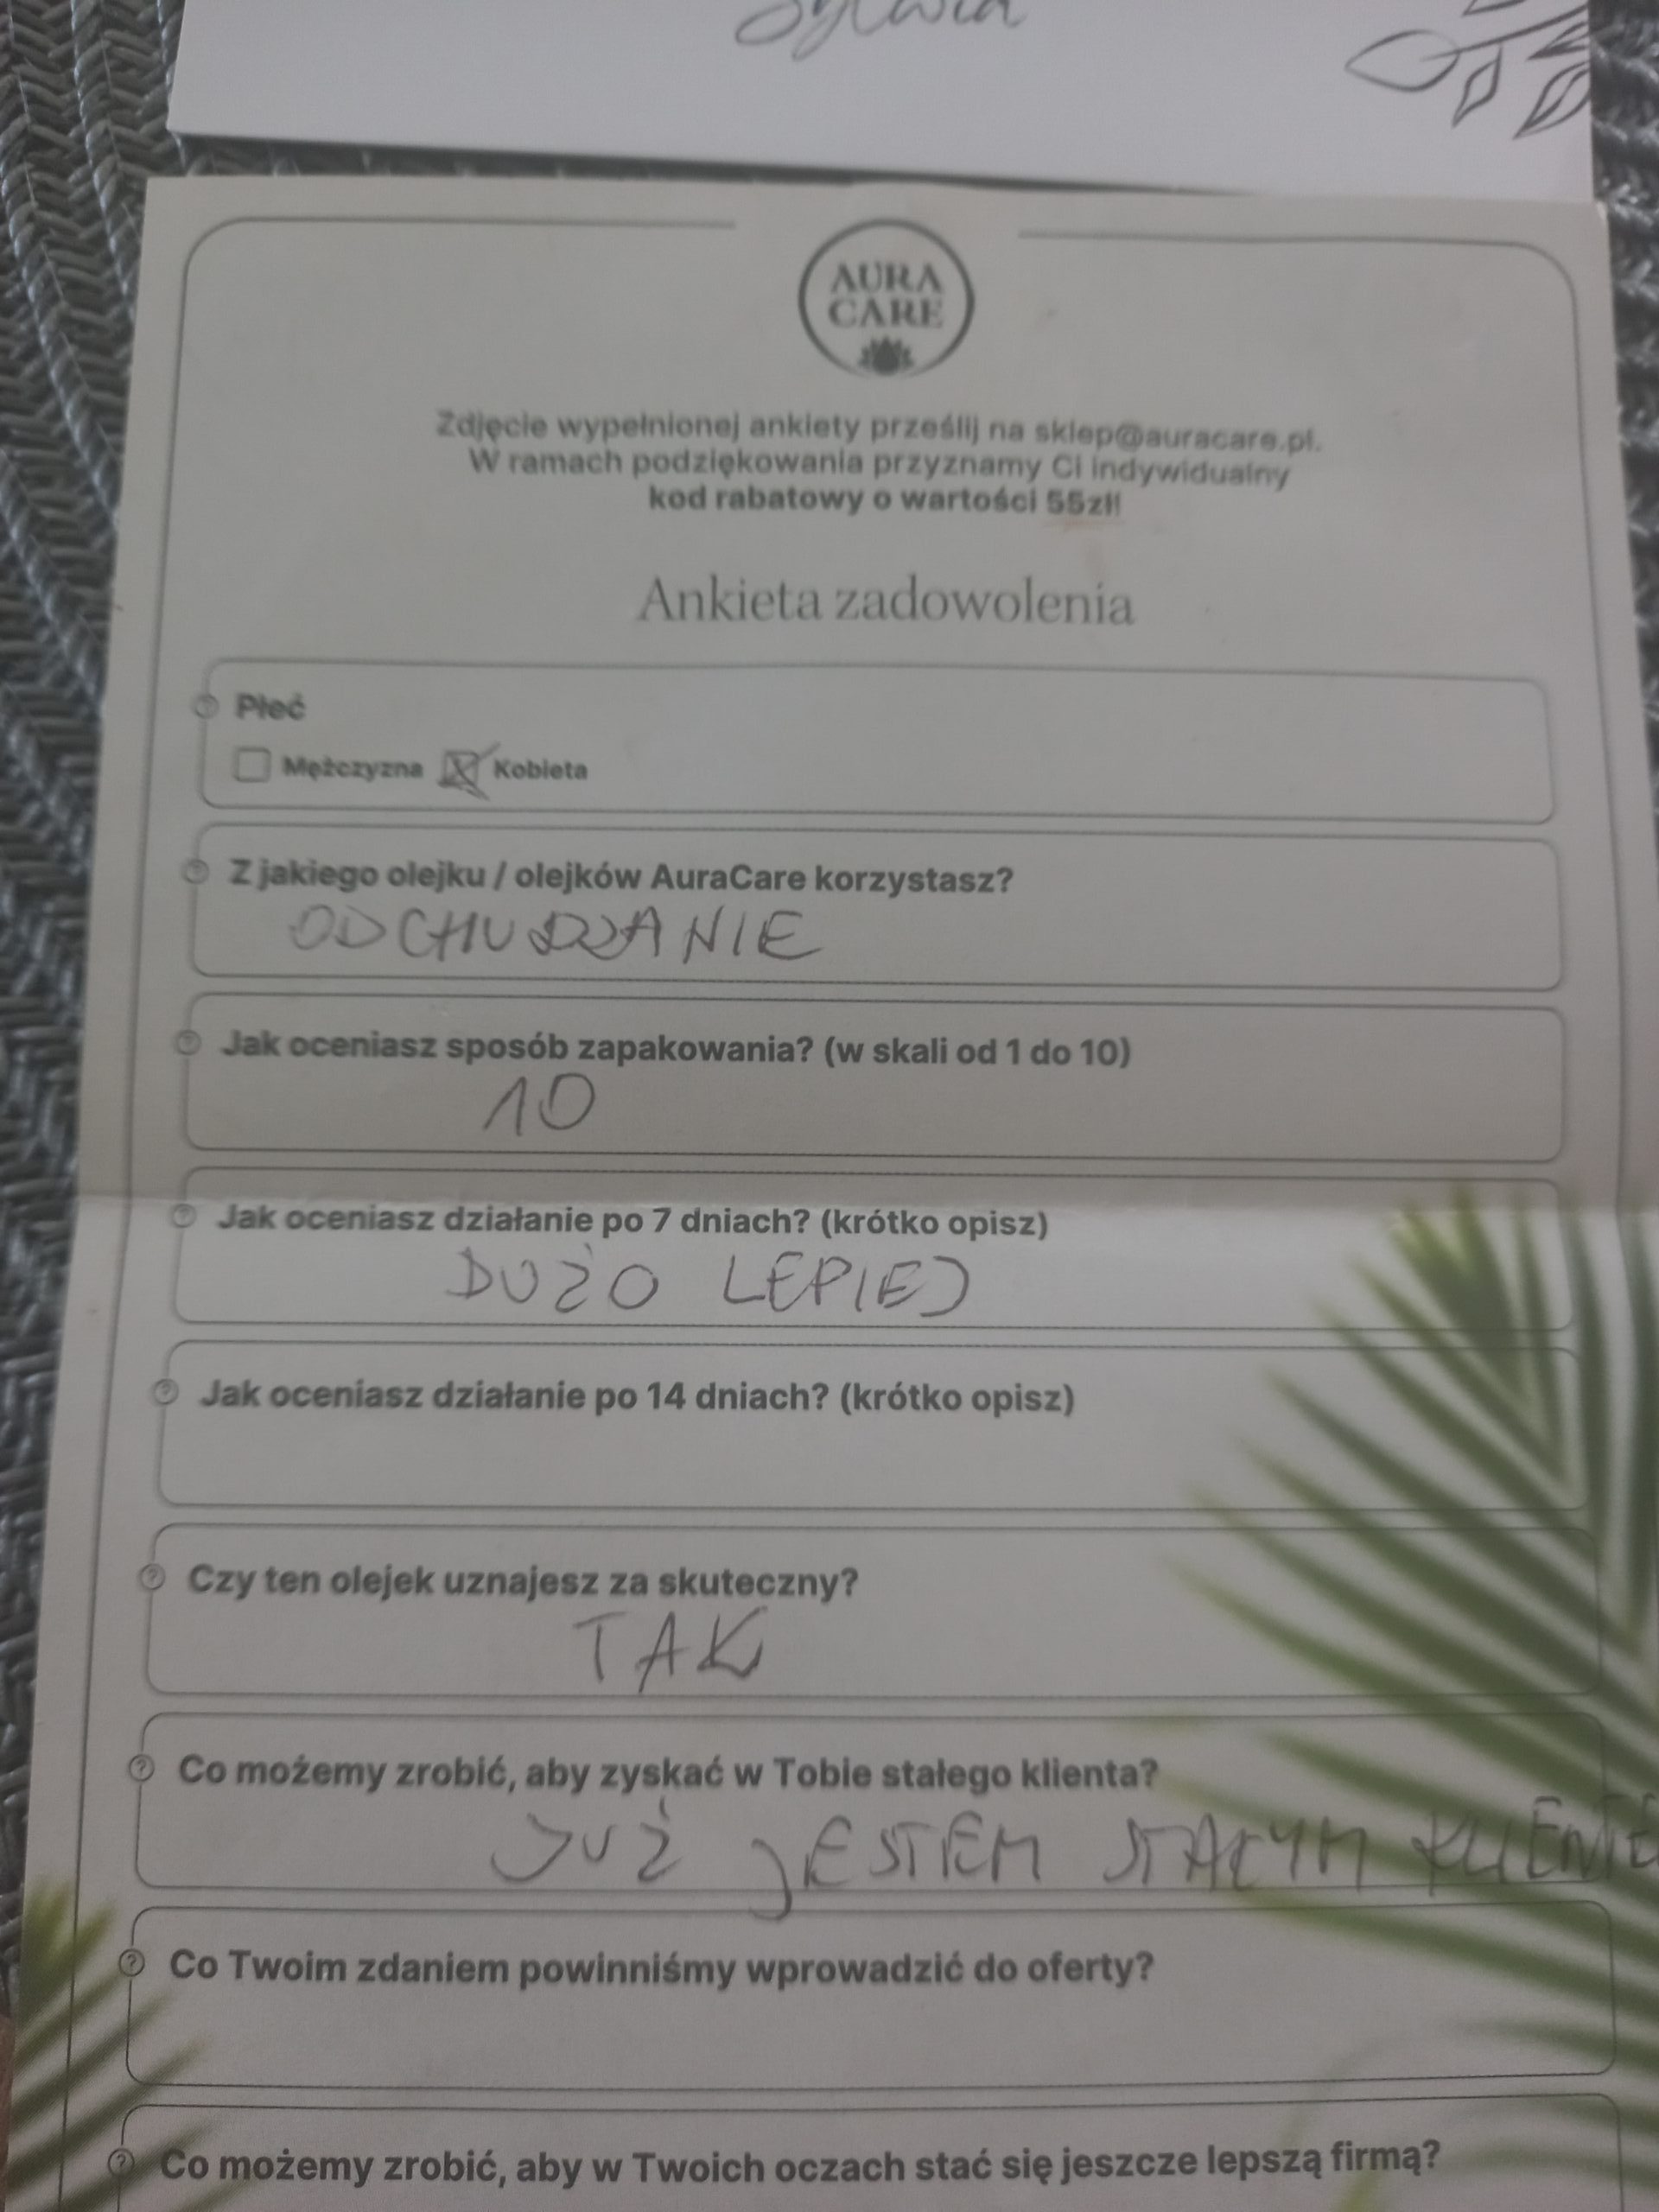 Sylwia
AURA
CARE
Zdjęcie wypełnionej ankiety prześlij na sklep@auracare.pl.
W ramach podziękowania przyznamy Ci indywidualny
kod rabatowy o wartości 55zł!
Ankieta zadowolenia
Płeć
Mężczyzna Kobieta
Z jakiego olejku / olejków AuraCare korzystasz?
ODCHUDZANIE
Jak oceniasz sposób zapakowania? (w skali od 1 do 10)
10
Jak oceniasz działanie po 7 dniach? (krótko opisz)
DUŻO LEPIEJ
Jak oceniasz działanie po 14 dniach? (krótko opisz)
Czy ten olejek uznajesz za skuteczny?
TAK
Co możemy zrobić, aby zyskać w Tobie stałego klienta?
JUŻ JESTEM STAŁYM KLIENTE
Co Twoim zdaniem powinniśmy wprowadzić do oferty?
Co możemy zrobić, aby w Twoich oczach stać się jeszcze lepszą firmą?